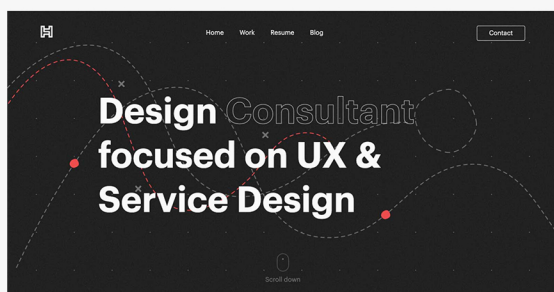 H
Home Work Resume Blog Contact
Design Consultant
focused on UX &
Service Design
Scroll down